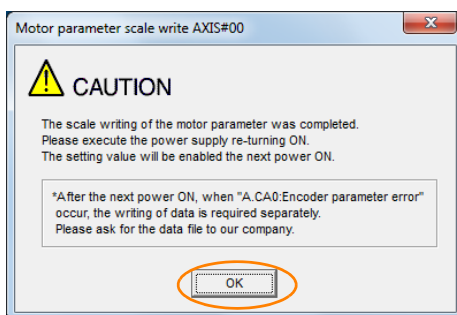 Motor parameter scale write AXIS#00
CAUTION
The scale writing of the motor parameter was completed.
Please execute the power supply re-turning ON.
The setting value will be enabled the next power ON.
*After the next power ON, when "A.CA0:Encoder parameter error"
occur, the writing of data is required separately.
Please ask for the data file to our company.
OK